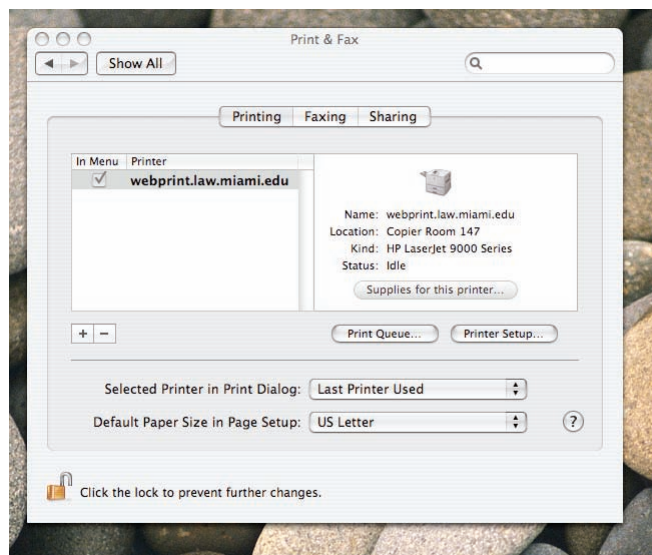 Print & Fax
Show All
Printing Faxing Sharing
In Menu Printer
webprint.law.miami.edu
Name: webprint.law.miami.edu
Location: Copier Room 147
Kind: HP LaserJet 9000 Series
Status: Idle
Supplies for this printer...
+ −
Print Queue... Printer Setup...
Selected Printer in Print Dialog: Last Printer Used
Default Paper Size in Page Setup: US Letter
?
Click the lock to prevent further changes.